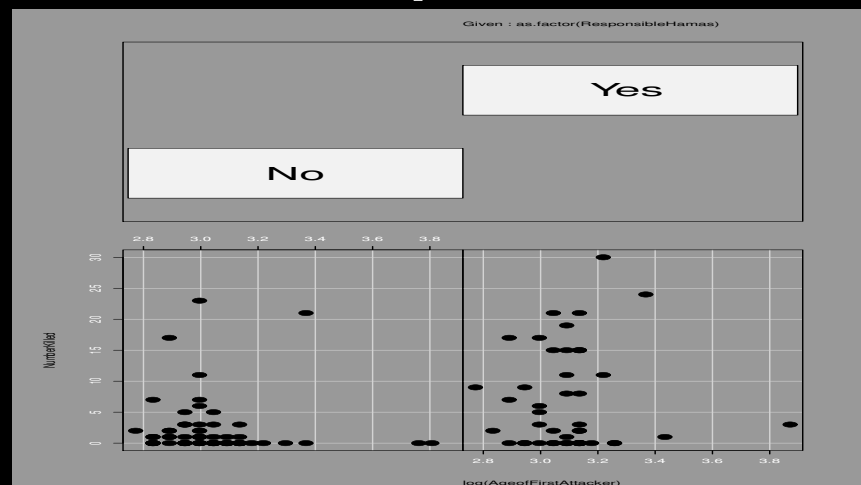 Given : as.factor(ResponsibleHamas)
Yes
No
2.8 3.0 3.2 3.4 3.6 3.8
30
25
20
15
10
5
0
NumberKilled
2.8 3.0 3.2 3.4 3.6 3.8
log(AgeofFirstAttacker)